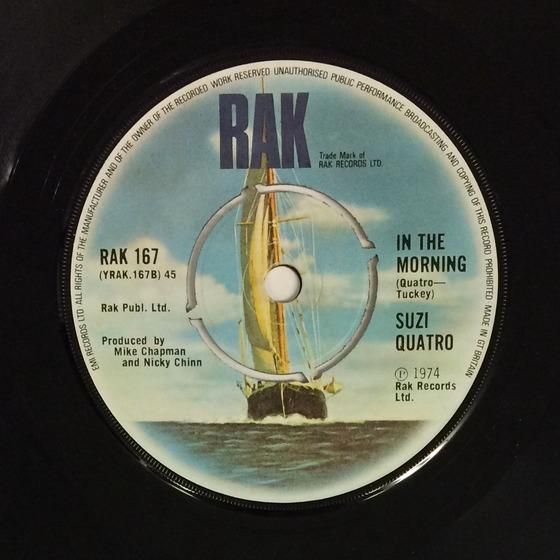 EMI RECORDS LTD. ALL RIGHTS OF THE MANUFACTURER AND OF THE OWNER OF THE RECORDED WORK RESERVED UNAUTHORISED PUBLIC PERFORMANCE BROADCASTING AND COPYING OF THIS RECORD PROHIBITED MADE IN GT BRITAIN
RAK
Trade Mark of
RAK RECORDS LTD.
RAK 167
(YRAK.167B) 45
Rak Publ. Ltd.
Produced by
Mike Chapman
and Nicky Chinn
IN THE
MORNING
(Quatro—
Tuckey)
SUZI
QUATRO
Ⓟ 1974
Rak Records
Ltd.